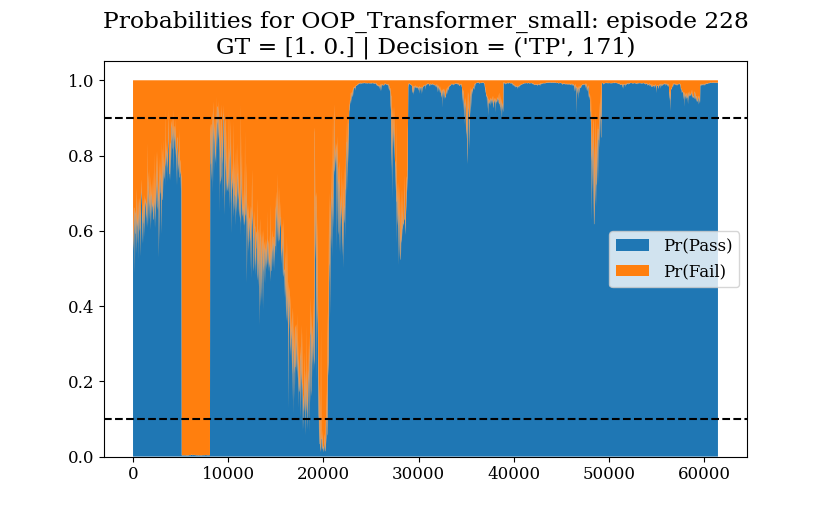 Probabilities for OOP_Transformer_small: episode 228
GT = [1. 0.] | Decision = ('TP', 171)
1.0
0.8
0.6
0.4
0.2
0.0
Pr(Pass)
Pr(Fail)
0 10000 20000 30000 40000 50000 60000